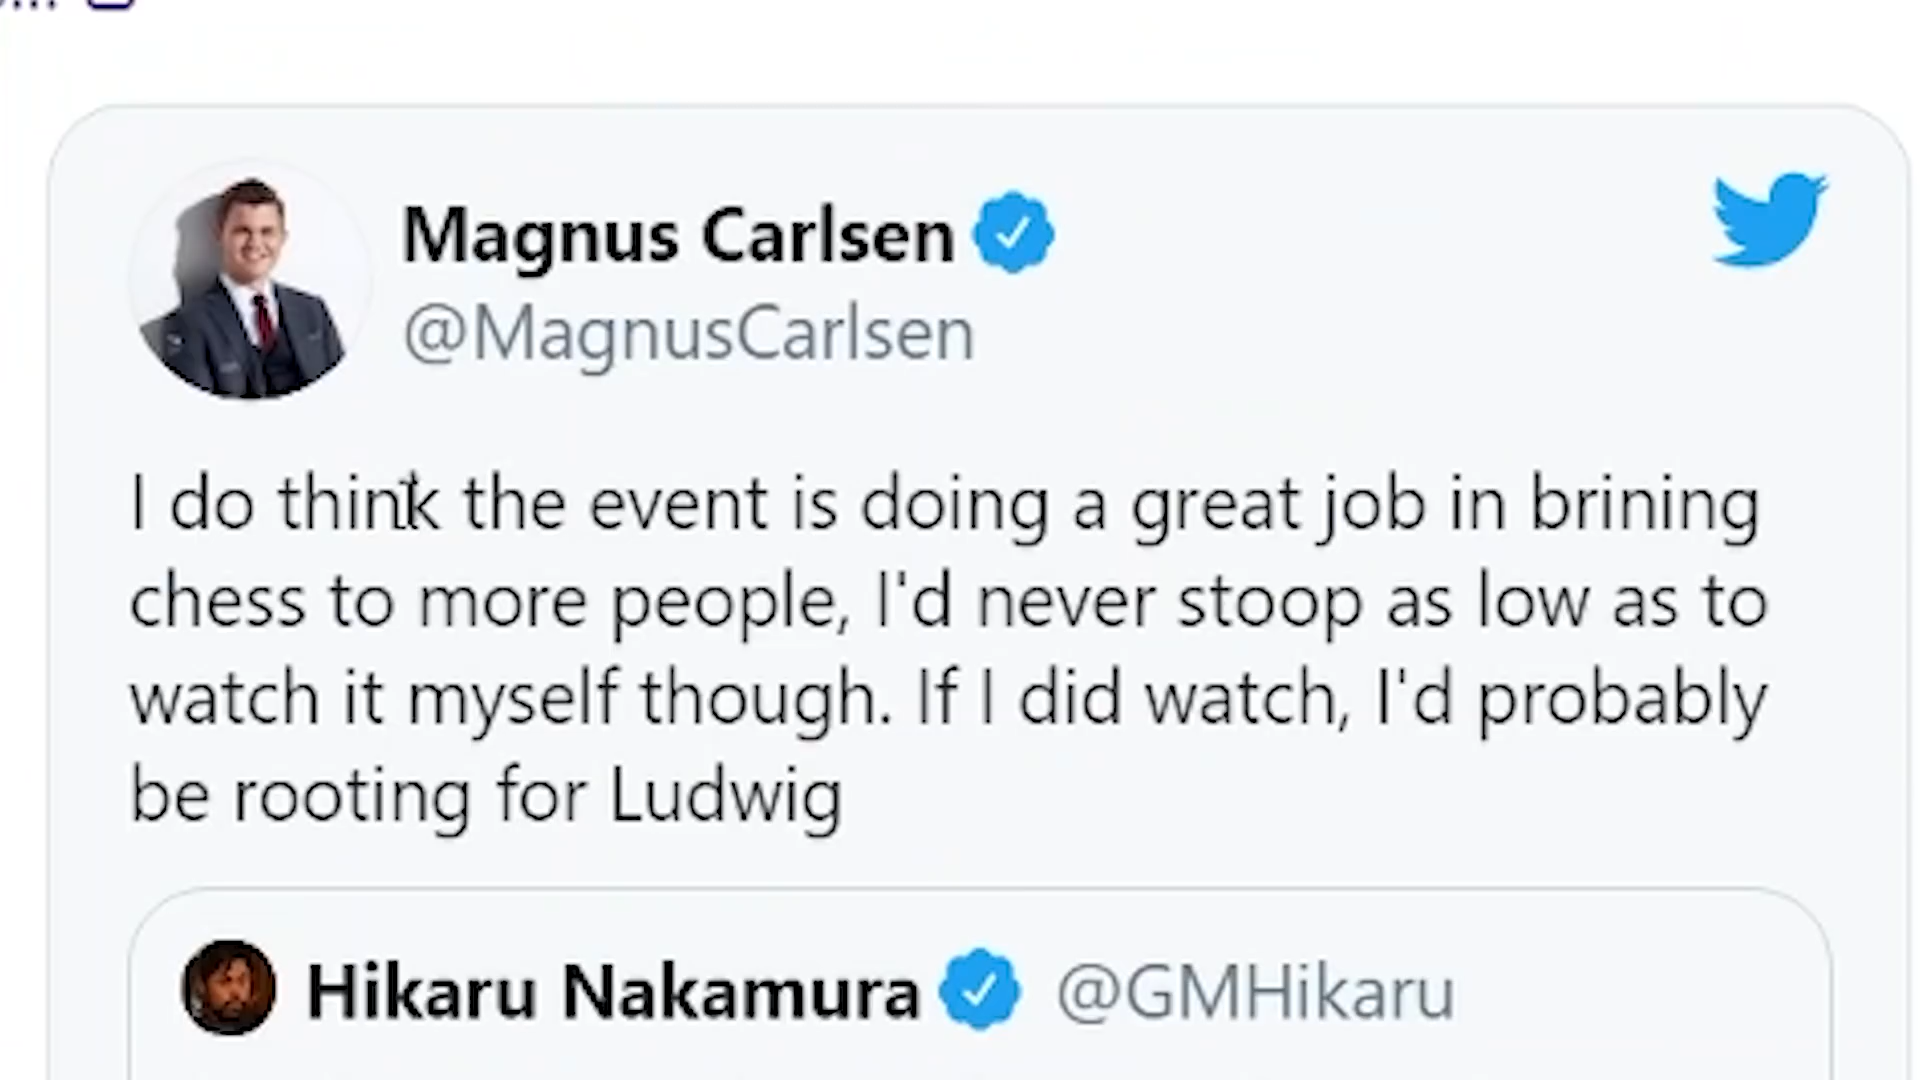 Magnus Carlsen
@MagnusCarlsen
I do think the event is doing a great job in brining
chess to more people, I'd never stoop as low as to
watch it myself though. If I did watch, I'd probably
be rooting for Ludwig
Hikaru Nakamura @GMHikaru